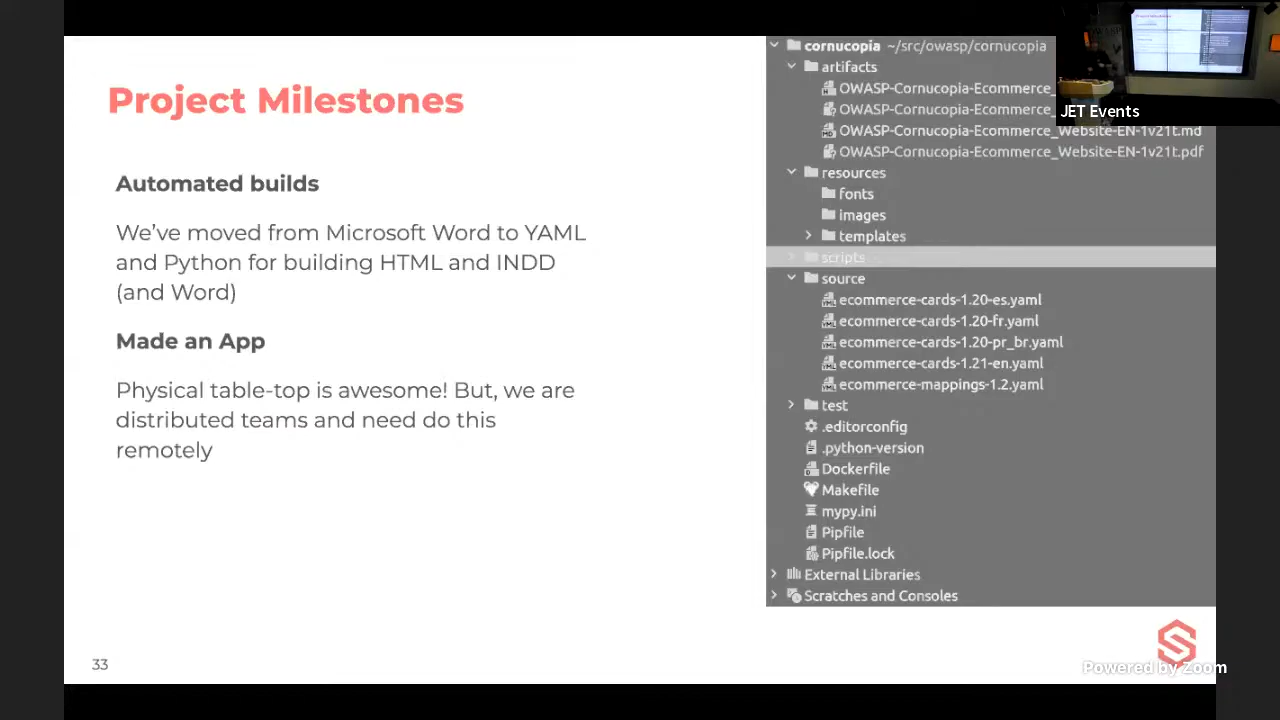 Project Milestones
Automated builds
We've moved from Microsoft Word to YAML
and Python for building HTML and INDD
(and Word)
Made an App
Physical table-top is awesome! But, we are
distributed teams and need do this
remotely
33
cornucopia ~/src/owasp/cornucopia
artifacts
OWASP-Cornucopia-Ecommerce_
OWASP-Cornucopia-Ecommerce_
OWASP-Cornucopia-Ecommerce_Website-EN-1v21t.md
OWASP-Cornucopia-Ecommerce_Website-EN-1v21t.pdf
resources
fonts
images
templates
scripts
source
ecommerce-cards-1.20-es.yaml
ecommerce-cards-1.20-fr.yaml
ecommerce-cards-1.20-pr_br.yaml
ecommerce-cards-1.21-en.yaml
ecommerce-mappings-1.2.yaml
test
.editorconfig
.python-version
Dockerfile
Makefile
mypy.ini
Pipfile
Pipfile.lock
External Libraries
Scratches and Consoles
JET Events
Powered by Zoom